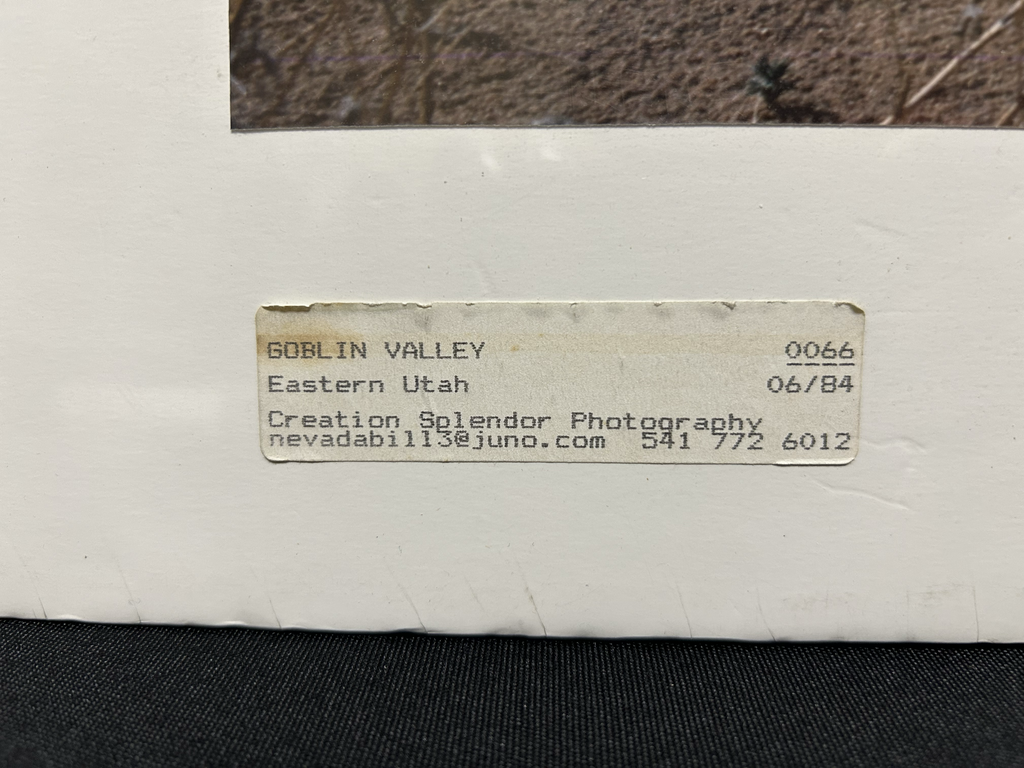 GOBLIN VALLEY 0066
Eastern Utah 06/84
Creation Splendor Photography
nevadabill3@juno.com 541 772 6012